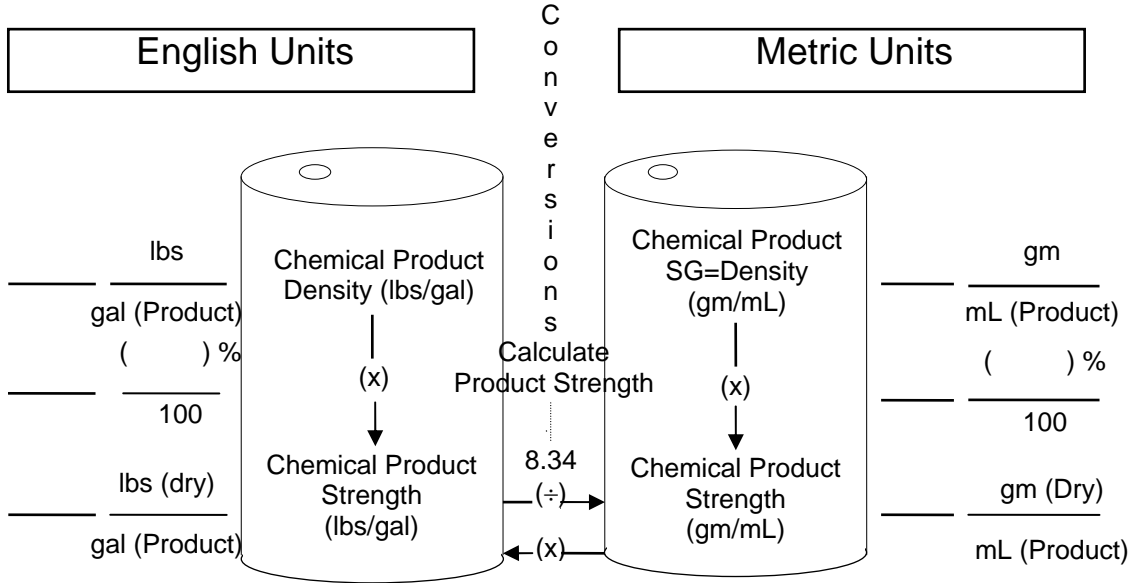 English Units
Conversions
Metric Units
lbs
gal (Product)
( ) %
100
lbs (dry)
gal (Product)
Chemical Product
Density (lbs/gal)
(x)
Chemical Product
Strength
(lbs/gal)
Calculate
Product Strength
8.34
(÷)
(x)
Chemical Product
SG=Density
(gm/mL)
(x)
Chemical Product
Strength
(gm/mL)
gm
mL (Product)
( ) %
100
gm (Dry)
mL (Product)